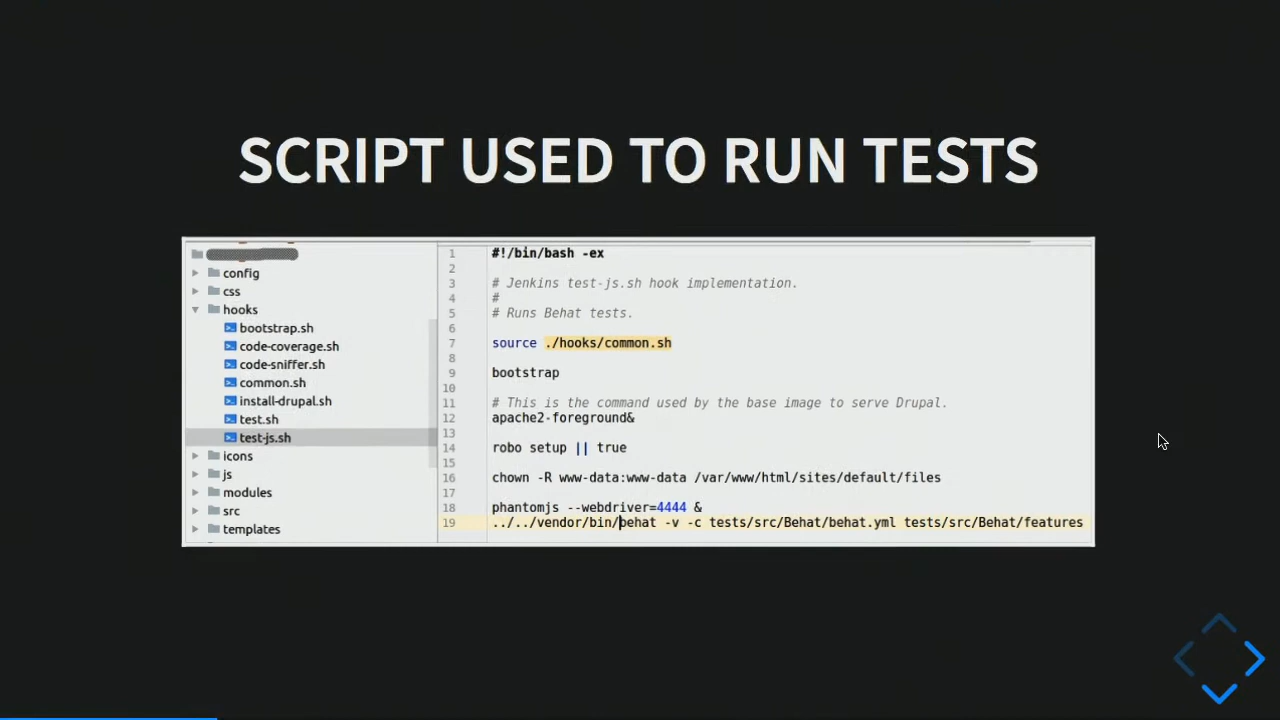 SCRIPT USED TO RUN TESTS
config
css
hooks
bootstrap.sh
code-coverage.sh
code-sniffer.sh
common.sh
install-drupal.sh
test.sh
test-js.sh
icons
js
modules
src
templates
1 #!/bin/bash -ex
2
3 # Jenkins test-js.sh hook implementation.
4 #
5 # Runs Behat tests.
6
7 source ./hooks/common.sh
8
9 bootstrap
10
11 # This is the command used by the base image to serve Drupal.
12 apache2-foreground&
13
14 robo setup || true
15
16 chown -R www-data:www-data /var/www/html/sites/default/files
17
18 phantomjs --webdriver=4444 &
19 ../../vendor/bin/behat -v -c tests/src/Behat/behat.yml tests/src/Behat/features